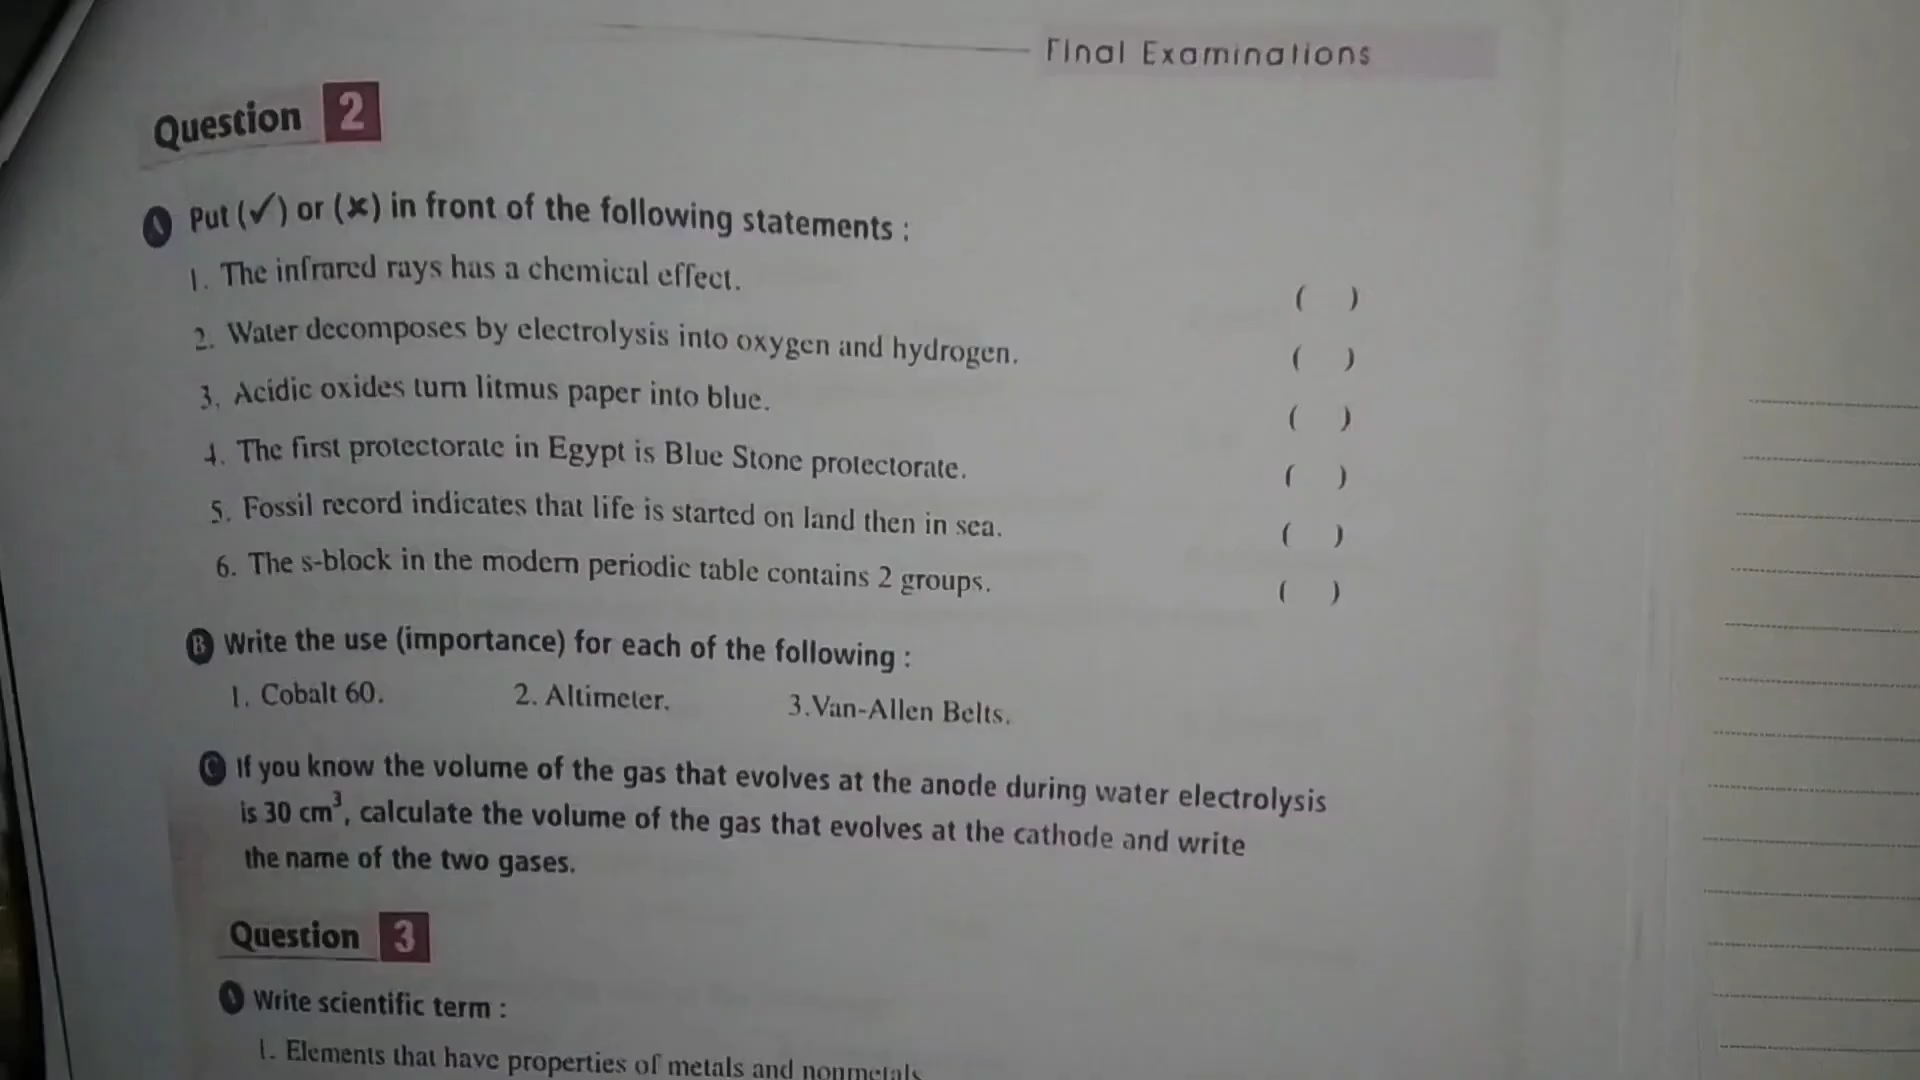 Final Examinations
Question 2
A Put (✓) or (✗) in front of the following statements :
1. The infrared rays has a chemical effect. ( )
2. Water decomposes by electrolysis into oxygen and hydrogen. ( )
3. Acidic oxides turn litmus paper into blue. ( )
4. The first protectorate in Egypt is Blue Stone protectorate. ( )
5. Fossil record indicates that life is started on land then in sea. ( )
6. The s-block in the modern periodic table contains 2 groups. ( )
B Write the use (importance) for each of the following :
1. Cobalt 60. 2. Altimeter. 3.Van-Allen Belts.
C If you know the volume of the gas that evolves at the anode during water electrolysis
is 30 cm³, calculate the volume of the gas that evolves at the cathode and write
the name of the two gases.
Question 3
A Write scientific term :
1. Elements that have properties of metals and nonmetals